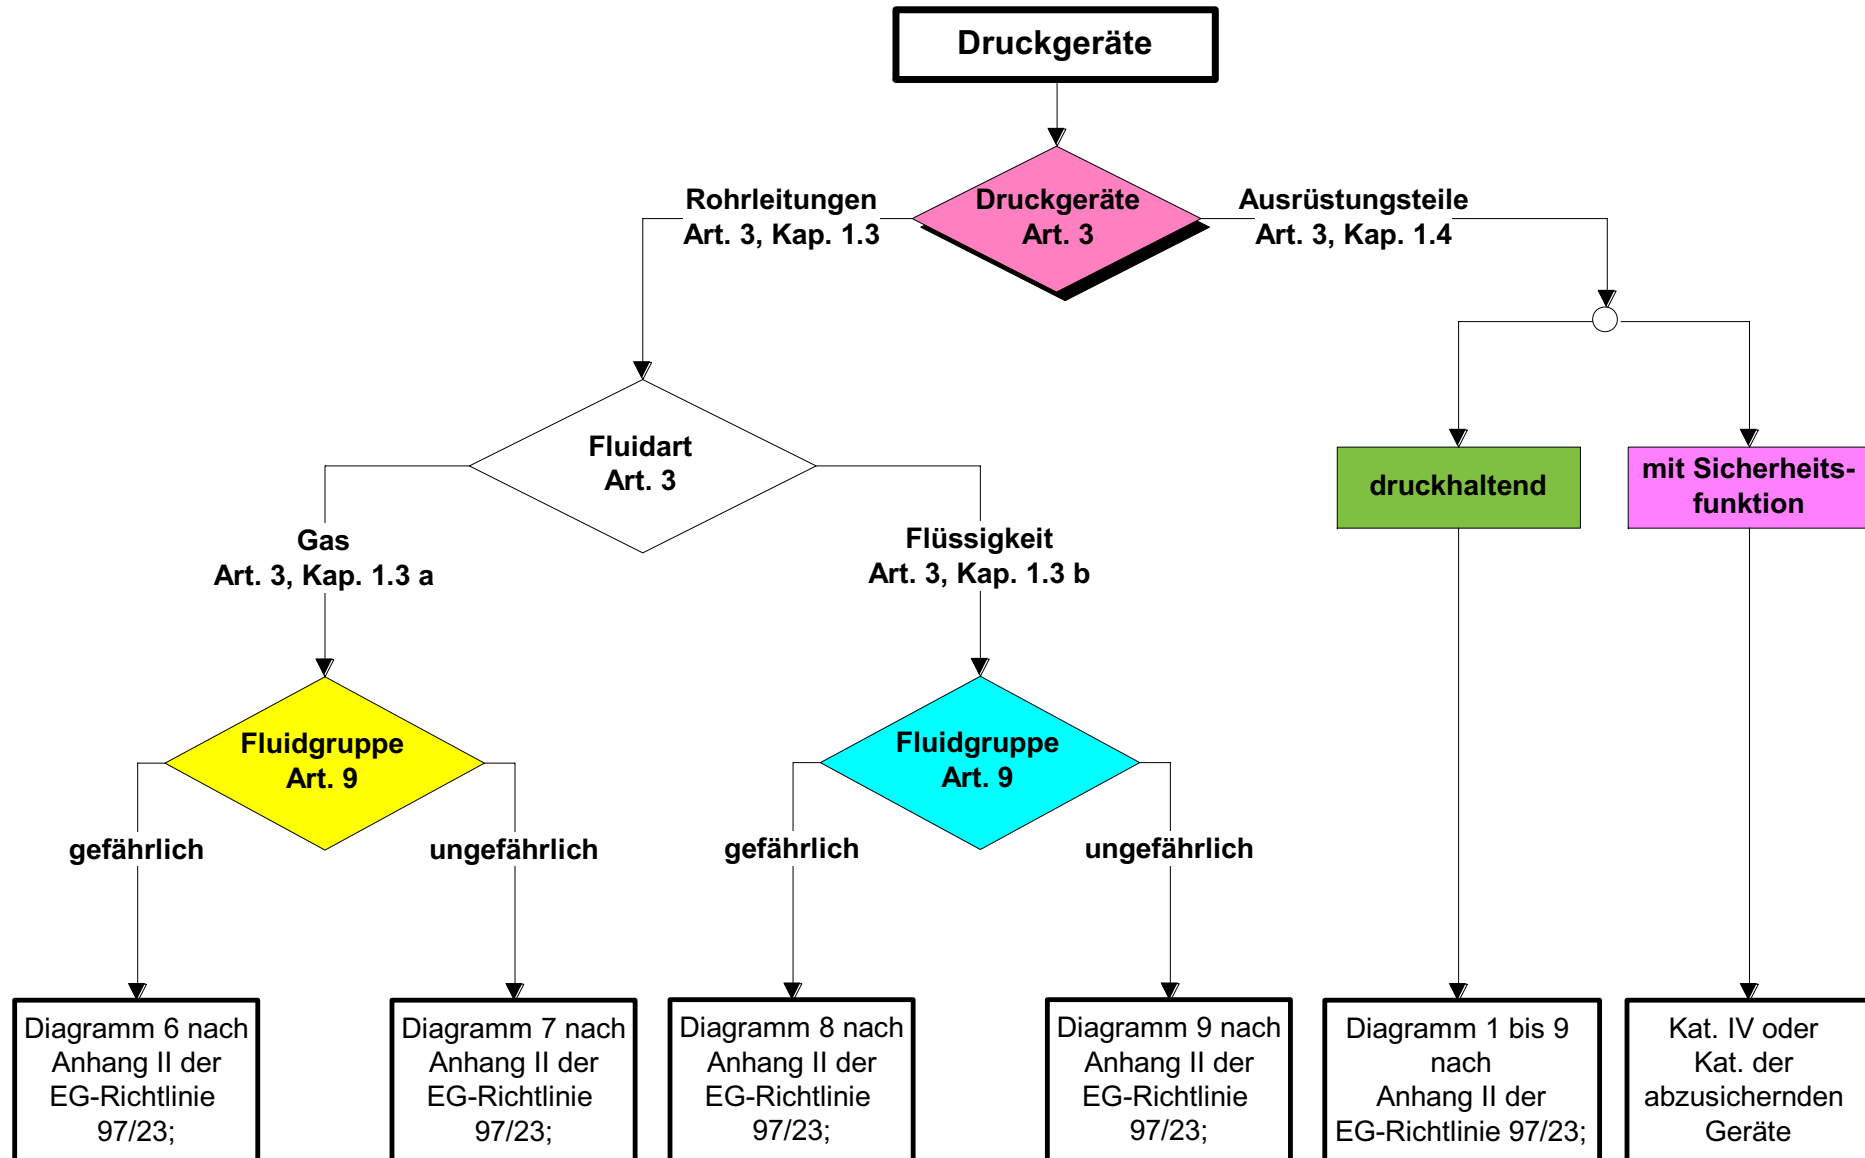 Druckgeräte
Rohrleitungen
Art. 3, Kap. 1.3
Druckgeräte
Art. 3
Ausrüstungsteile
Art. 3, Kap. 1.4
Fluidart
Art. 3
druckhaltend
mit Sicherheits-
funktion
Gas
Art. 3, Kap. 1.3 a
Flüssigkeit
Art. 3, Kap. 1.3 b
Fluidgruppe
Art. 9
Fluidgruppe
Art. 9
gefährlich
ungefährlich
gefährlich
ungefährlich
Diagramm 6 nach
Anhang II der
EG-Richtlinie
97/23;
Diagramm 7 nach
Anhang II der
EG-Richtlinie
97/23;
Diagramm 8 nach
Anhang II der
EG-Richtlinie
97/23;
Diagramm 9 nach
Anhang II der
EG-Richtlinie
97/23;
Diagramm 1 bis 9
nach
Anhang II der
EG-Richtlinie 97/23;
Kat. IV oder
Kat. der
abzusichernden
Geräte